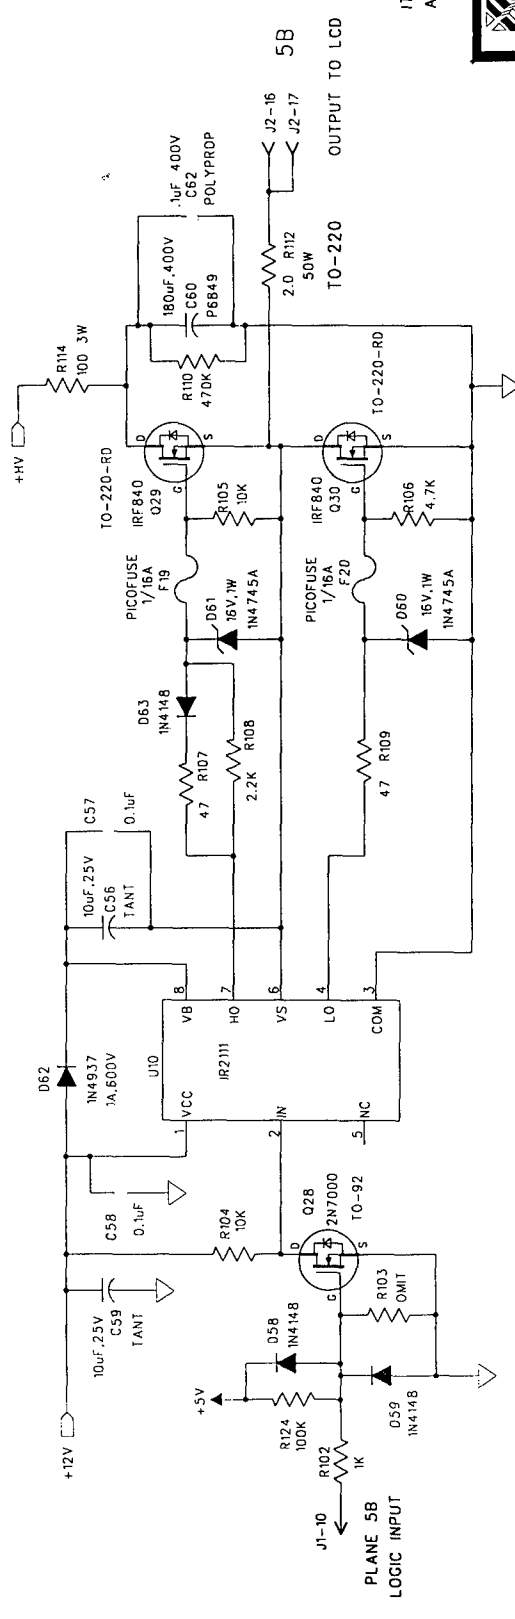 +12V
10uF,25V
C59
TANT
C58
0.1uF
D62
1N4937
1A,600V
10uF,25V
C56
TANT
C57
0.1uF
+HV
R114
100 3W
180uF,400V
C60
P6849
.1uF 400V
C62
POLYPROP
R110
470K
TO-220-RD
IRF840
Q29
D
S
G
R105
10K
PICOFUSE
1/16A
F19
D61
16V,1W
1N4745A
D63
1N4148
R107
47
R108
2.2K
U10
IR2111
1
VCC
2
IN
5
NC
8
VB
7
HO
6
VS
4
LO
3
COM
R104
10K
Q28
2N7000
TO-92
D
S
G
R103
OMIT
D58
1N4148
D59
1N4148
+5V
R124
100K
R102
1K
J1-10
PLANE 5B
LOGIC INPUT
R109
47
PICOFUSE
1/16A
F20
D60
16V,1W
1N4745A
IRF840
Q30
D
S
G
TO-220-RD
R106
4.7K
2.0
R112
50W
TO-220
J2-16
J2-17
5B
OUTPUT TO LCD